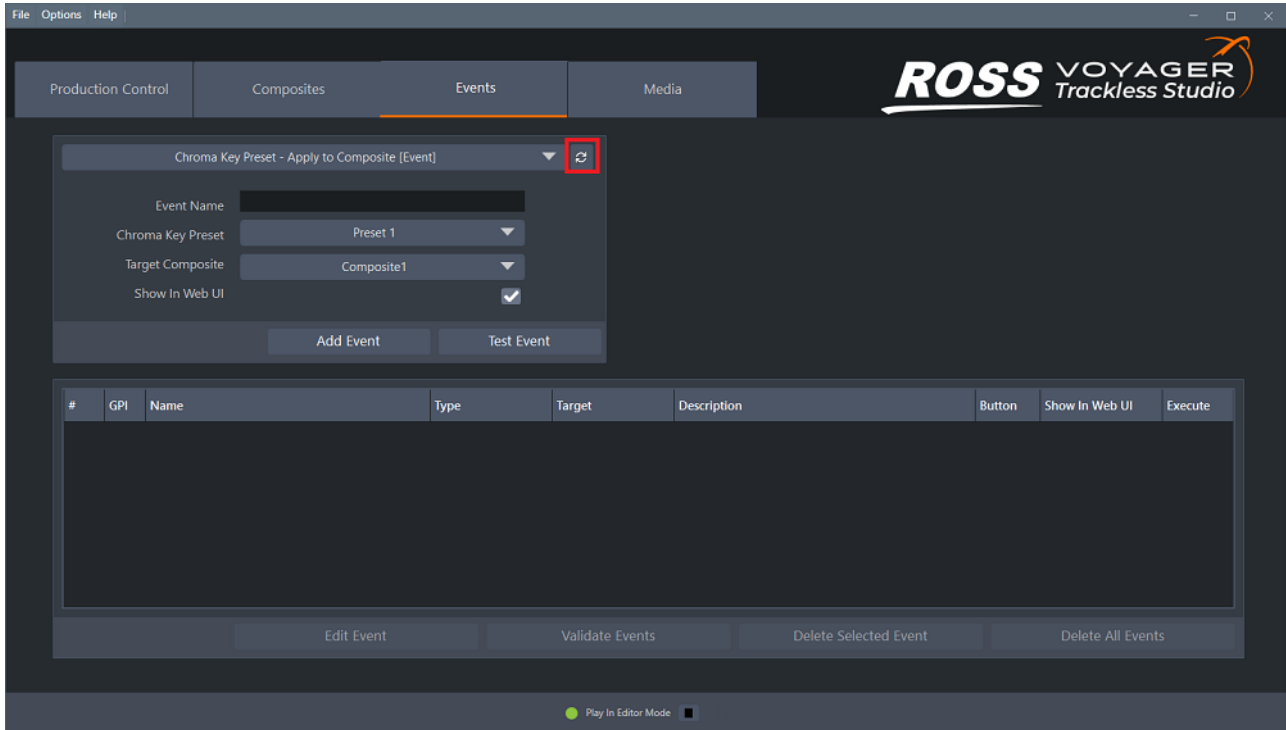 File Options Help
ROSS VOYAGER Trackless Studio
Production Control Composites Events Media
Chroma Key Preset - Apply to Composite [Event]
Event Name
Chroma Key Preset Preset 1
Target Composite Composite1
Show In Web UI
Add Event Test Event
# GPI Name Type Target Description Button Show In Web UI Execute
Edit Event Validate Events Delete Selected Event Delete All Events
Play In Editor Mode